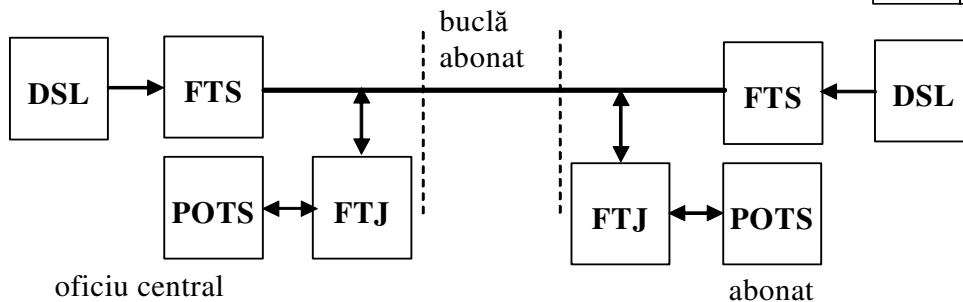 buclă
abonat
DSL
FTS
FTS
DSL
POTS
FTJ
FTJ
POTS
oficiu central
abonat